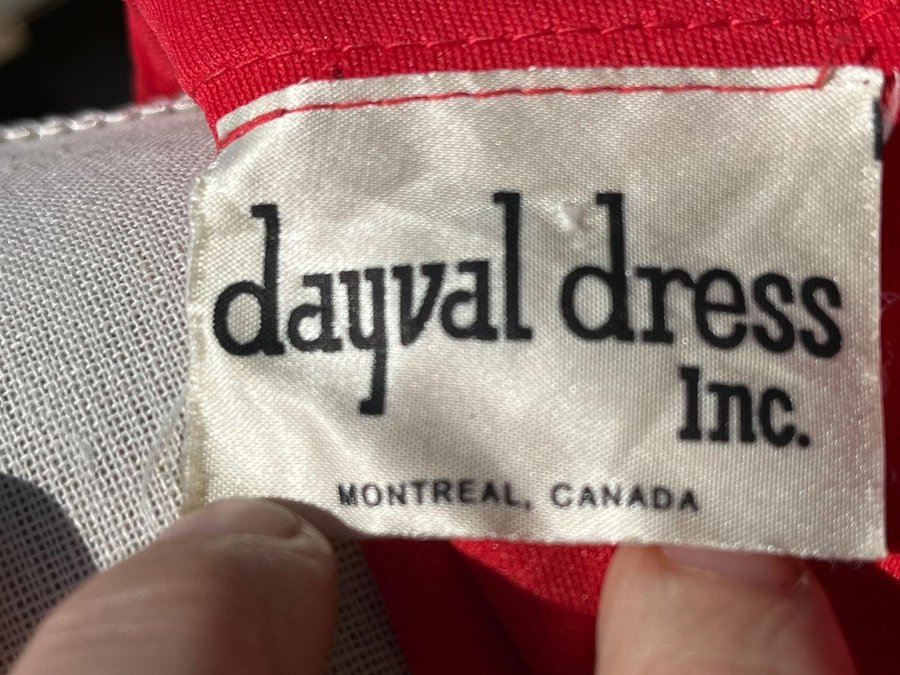 dayval dress
Inc.
MONTREAL, CANADA